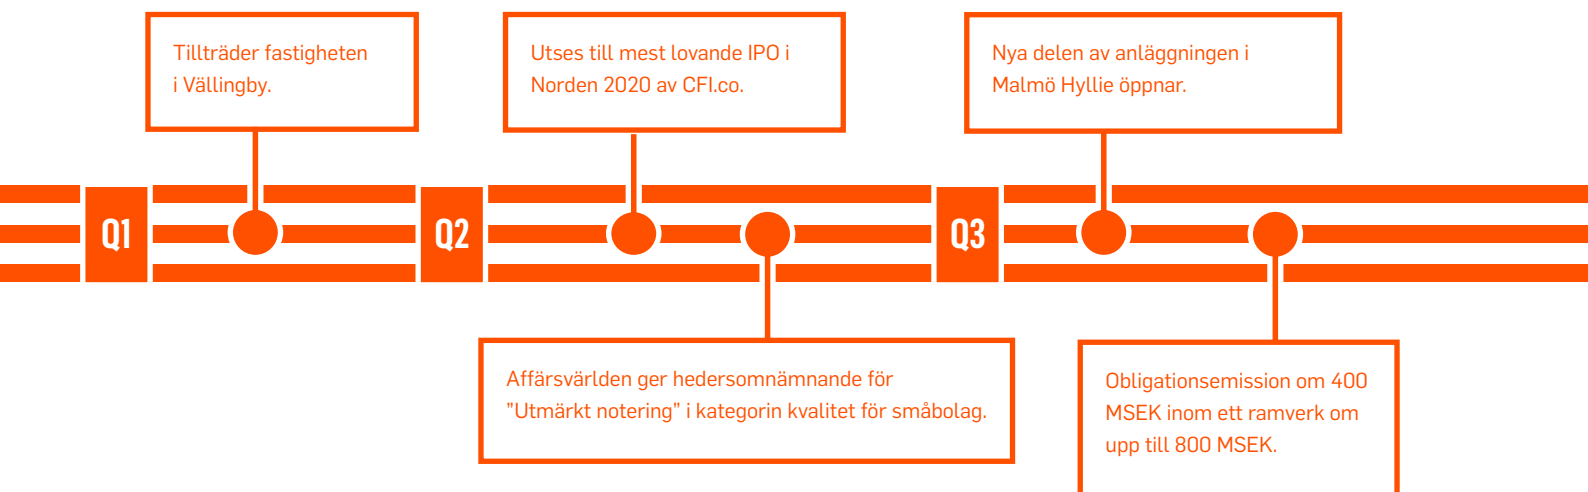 Tillträder fastigheten
i Vällingby.
Utses till mest lovande IPO i
Norden 2020 av CFI.co.
Nya delen av anläggningen i
Malmö Hyllie öppnar.
Q1
Q2
Q3
Affärsvärlden ger hedersomnämnande för
”Utmärkt notering” i kategorin kvalitet för småbolag.
Obligationsemission om 400
MSEK inom ett ramverk om
upp till 800 MSEK.